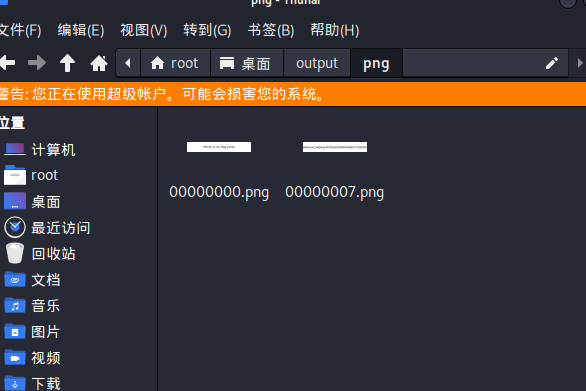 png - Thunar
文件(F) 编辑(E) 视图(V) 转到(G) 书签(B) 帮助(H)
root 桌面 output png
警告: 您正在使用超级帐户。可能会损害您的系统。
位置
计算机
root
桌面
最近访问
回收站
文档
音乐
图片
视频
下载
00000000.png 00000007.png